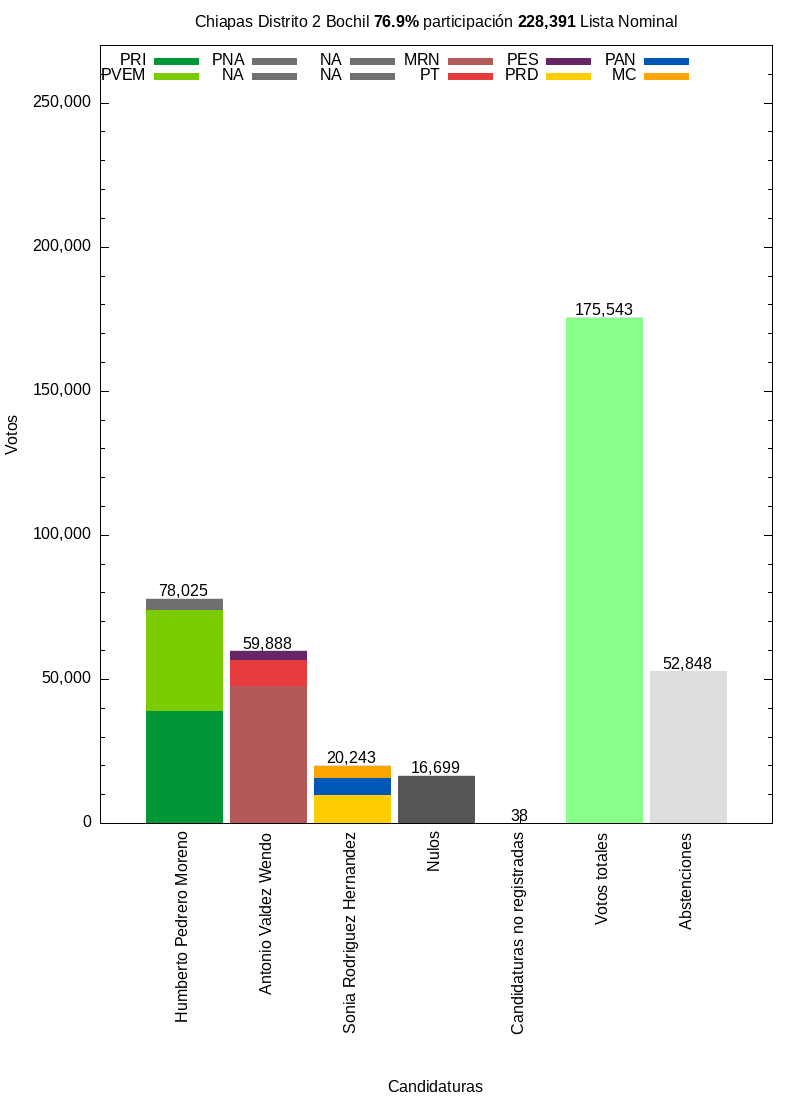 Chiapas Distrito 2 Bochil 76.9% participación 228,391 Lista Nominal
PRI PNA NA MRN PES PAN
PVEM NA NA PT PRD MC
250,000
200,000
150,000
100,000
50,000
0
Votos
78,025
59,888
20,243
16,699
38
175,543
52,848
Humberto Pedrero Moreno
Antonio Valdez Wendo
Sonia Rodriguez Hernandez
Nulos
Candidaturas no registradas
Votos totales
Abstenciones
Candidaturas